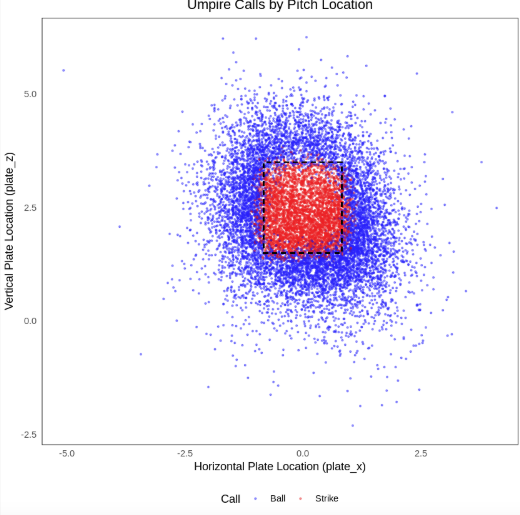 Umpire Calls by Pitch Location
Vertical Plate Location (plate_z)
5.0
2.5
0.0
-2.5
-5.0 -2.5 0.0 2.5
Horizontal Plate Location (plate_x)
Call Ball Strike